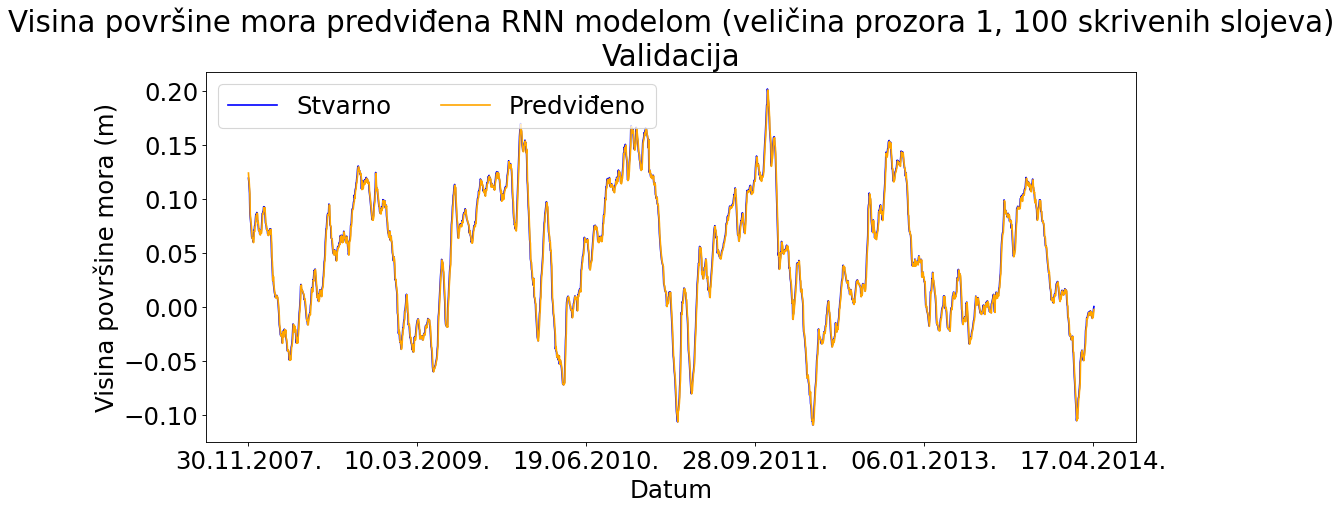 Visina površine mora predviđena RNN modelom (veličina prozora 1, 100 skrivenih slojeva)
Validacija
Stvarno
Predviđeno
Visina površine mora (m)
0.20
0.15
0.10
0.05
0.00
−0.05
−0.10
30.11.2007.
10.03.2009.
19.06.2010.
28.09.2011.
06.01.2013.
17.04.2014.
Datum